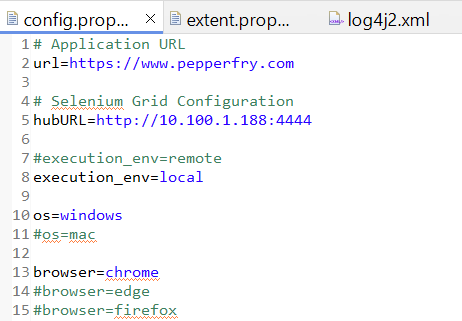 config.prop...
extent.prop...
log4j2.xml
1 # Application URL
2 url=https://www.pepperfry.com
3
4 # Selenium Grid Configuration
5 hubURL=http://10.100.1.188:4444
6
7 #execution_env=remote
8 execution_env=local
9
10 os=windows
11 #os=mac
12
13 browser=chrome
14 #browser=edge
15 #browser=firefox